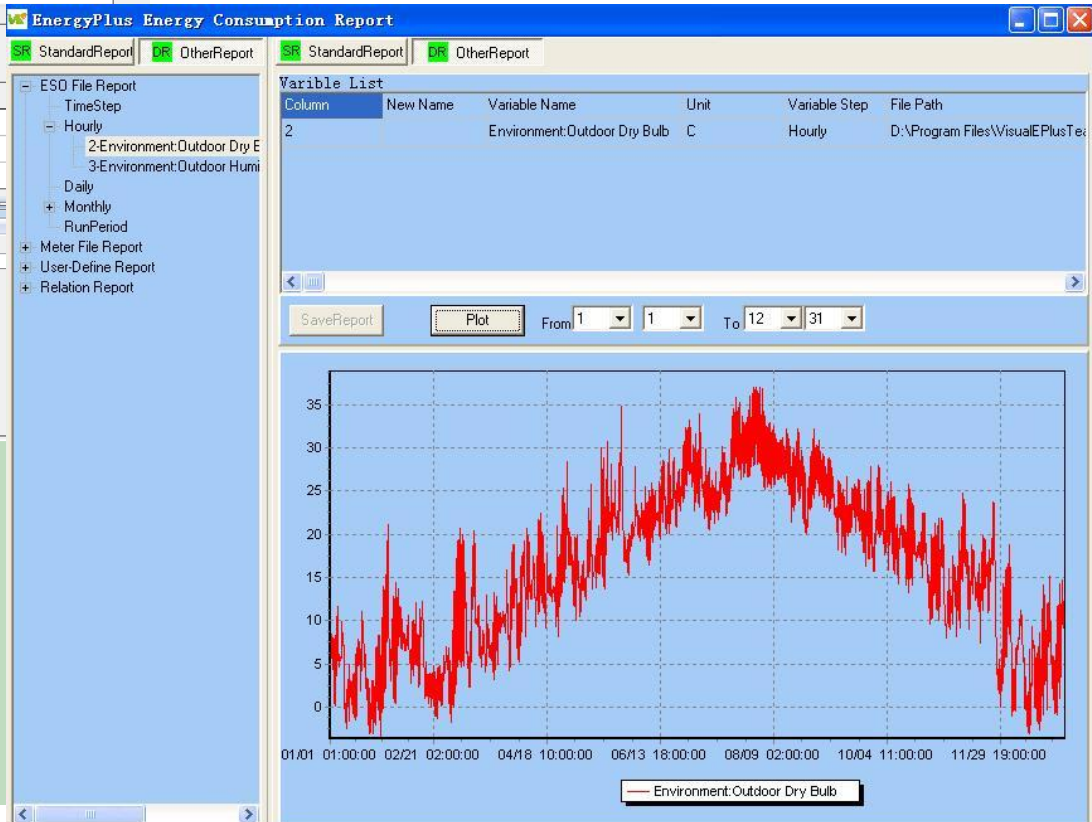 EnergyPlus Energy Consumption Report
SR StandardReport DR OtherReport
SR StandardReport DR OtherReport
ESO File Report
TimeStep
Hourly
2-Environment:Outdoor Dry E
3-Environment:Outdoor Humi
Daily
Monthly
RunPeriod
Meter File Report
User-Define Report
Relation Report
Varible List
Column New Name Variable Name Unit Variable Step File Path
2 Environment:Outdoor Dry Bulb C Hourly D:\Program Files\VisualEPlusTea
SaveReport Plot From 1 1 To 12 31
35
30
25
20
15
10
5
0
01/01 01:00:00 02/21 02:00:00 04/18 10:00:00 06/13 18:00:00 08/09 02:00:00 10/04 11:00:00 11/29 19:00:00
Environment:Outdoor Dry Bulb